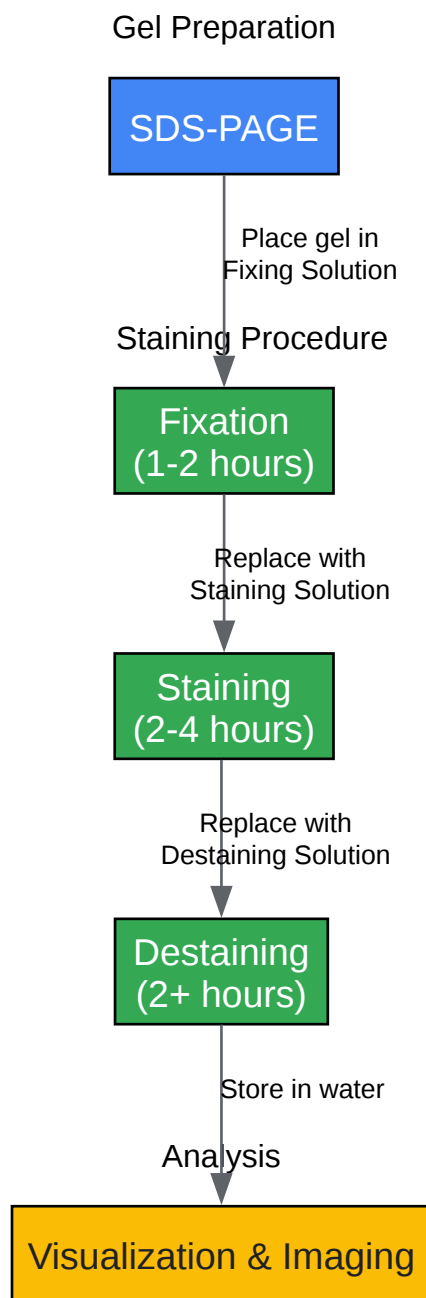 Gel Preparation
SDS-PAGE
Place gel in
Fixing Solution
Staining Procedure
Fixation
(1-2 hours)
Replace with
Staining Solution
Staining
(2-4 hours)
Replace with
Destaining Solution
Destaining
(2+ hours)
Store in water
Analysis
Visualization & Imaging